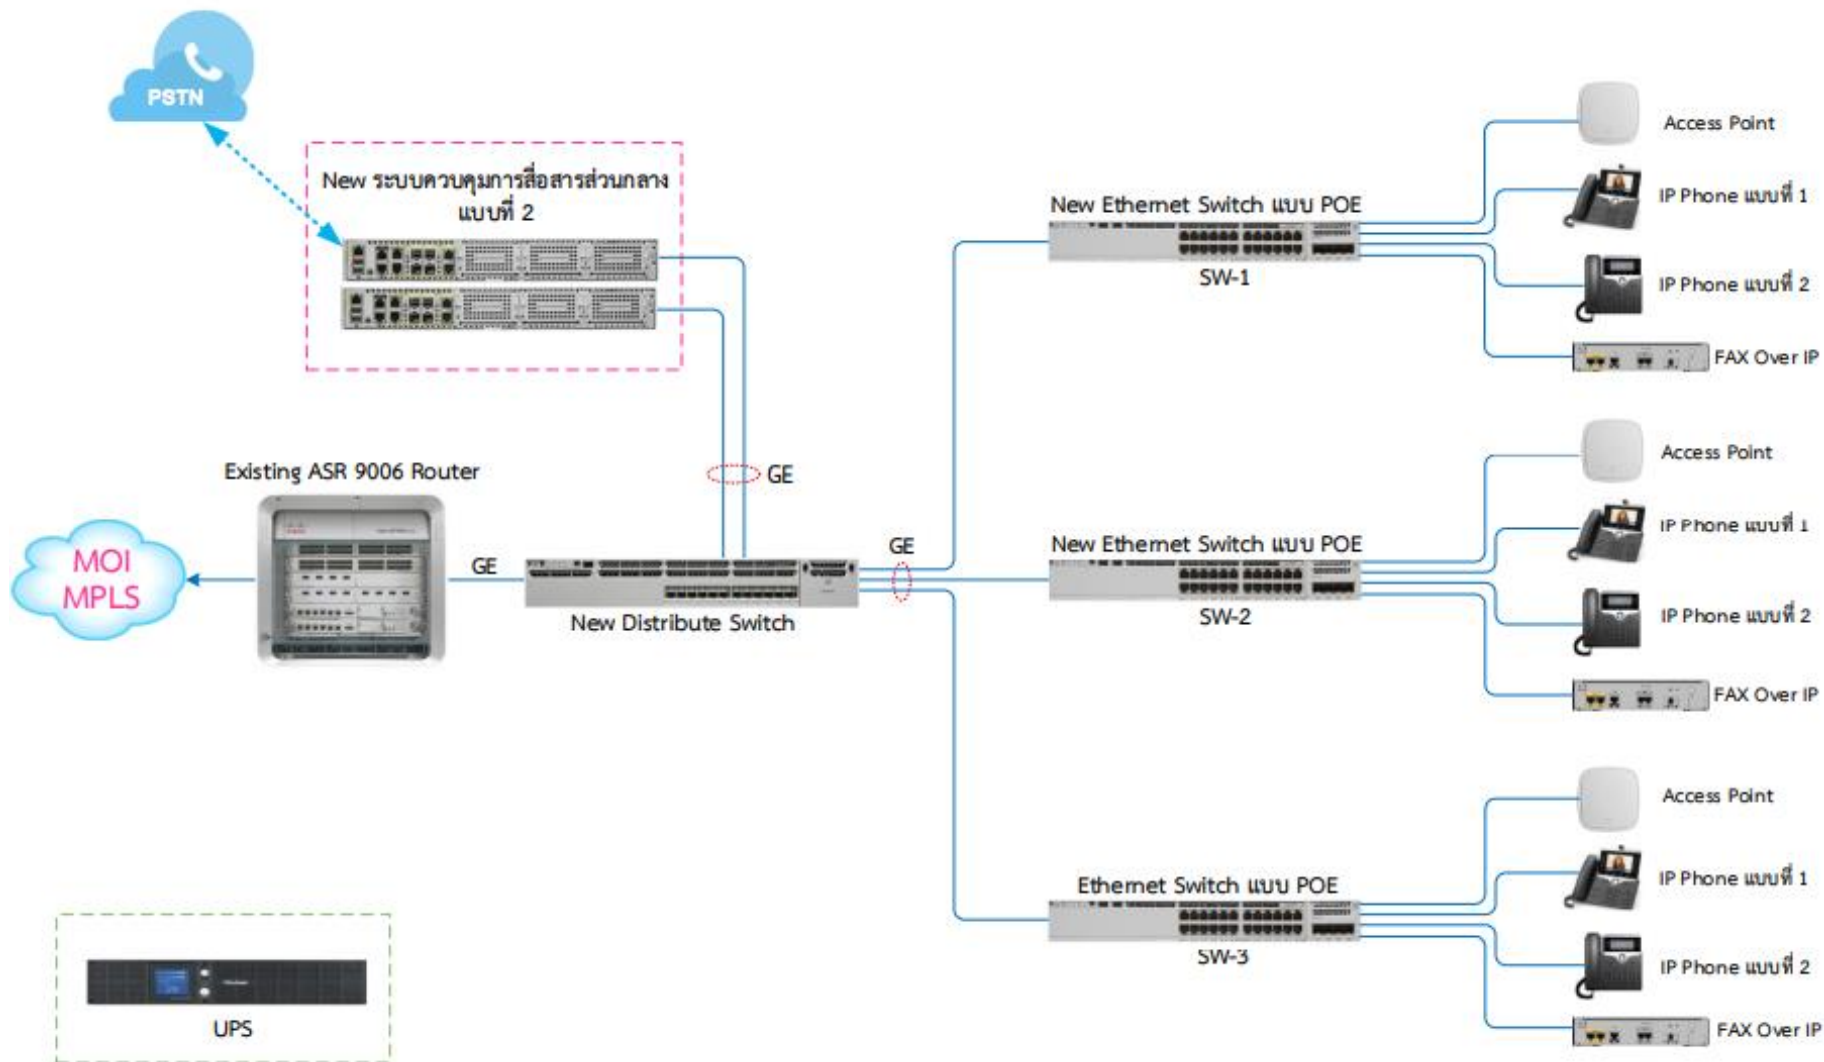 PSTN
New ระบบควบคุมการสื่อสารส่วนกลาง
แบบที่ 2
GE
Existing ASR 9006 Router
MOI
MPLS
GE
New Distribute Switch
GE
New Ethernet Switch แบบ POE
SW-1
Access Point
IP Phone แบบที่ 1
IP Phone แบบที่ 2
FAX Over IP
New Ethernet Switch แบบ POE
SW-2
Access Point
IP Phone แบบที่ 1
IP Phone แบบที่ 2
FAX Over IP
Ethernet Switch แบบ POE
SW-3
Access Point
IP Phone แบบที่ 1
IP Phone แบบที่ 2
FAX Over IP
UPS